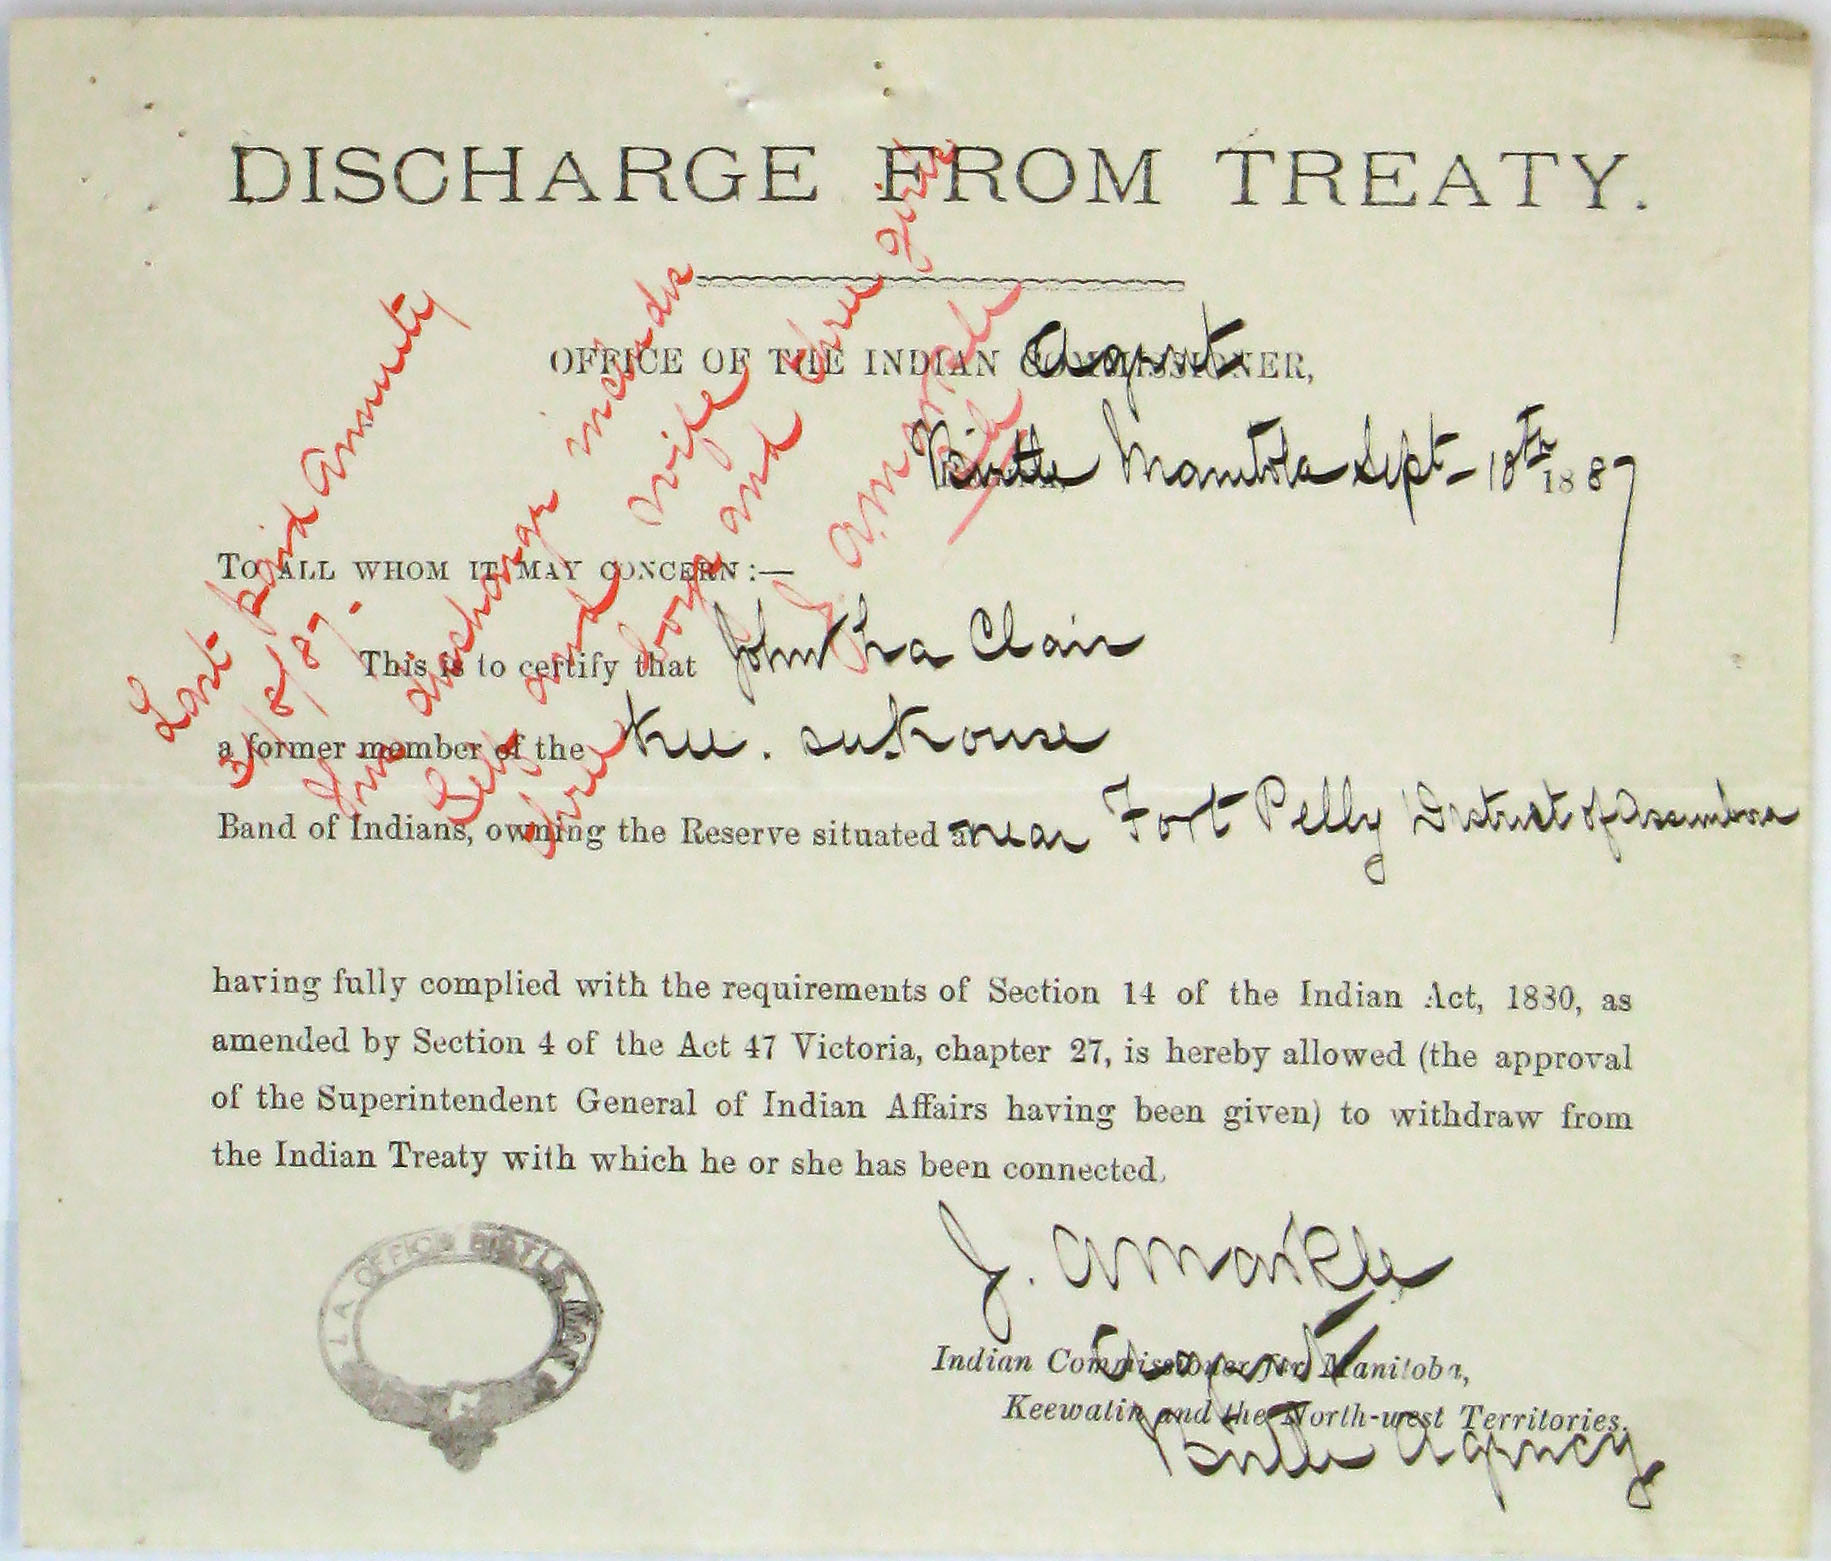 DISCHARGE FROM TREATY.
OFFICE OF THE INDIAN COMMISSIONER, Agent
Birtle Manitoba Sept - 10th 1887
TO ALL WHOM IT MAY CONCERN :—
This is to certify that John La Clair
a former member of the Kee.
Band of Indians, owning the Reserve situated at near Fort Pelly District of Assiniboia
having fully complied with the requirements of Section 14 of the Indian Act, 1880, as
amended by Section 4 of the Act 47 Victoria, chapter 27, is hereby allowed (the approval
of the Superintendent General of Indian Affairs having been given) to withdraw from
the Indian Treaty with which he or she has been connected.
J. A Markle
Agent
Indian Commissioner for Manitoba,
Keewatin and the North-west Territories.
Birtle Agency
I. A. OFFICE BIRTLE MAN
Last paid annuity
3/8/87-
This discharge includes
Self and wife
three boys and three girls
J A Markle